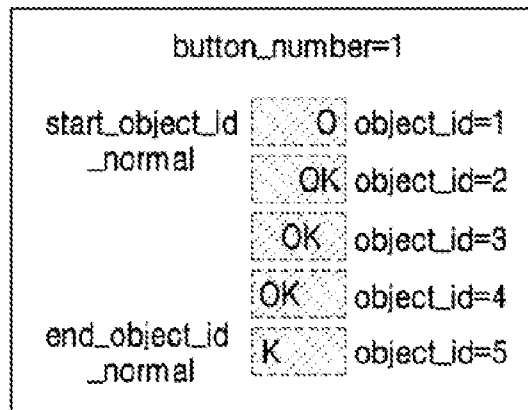 button_number=1
start_object_id
_normal
O object_id=1
OK object_id=2
OK object_id=3
OK object_id=4
end_object_id
_normal
K object_id=5